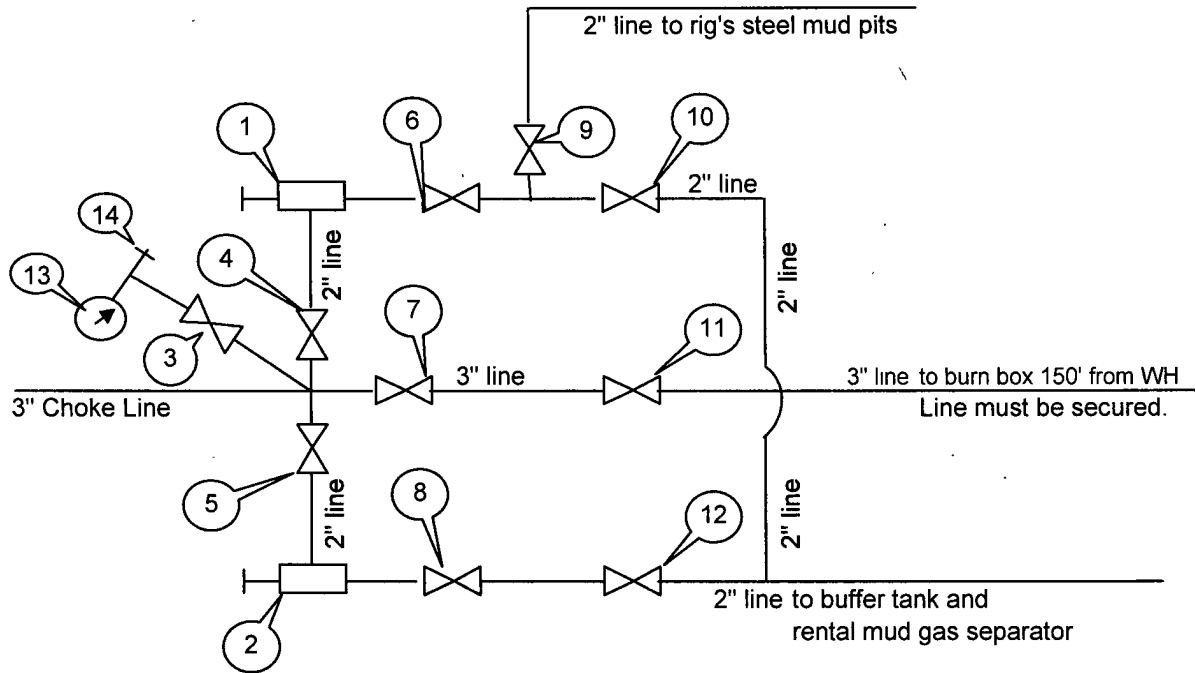 2" line to rig's steel mud pits
1
6
9
10
2" line
14
13
4
2" line
2" line
3
7
11
3" line
3" line to burn box 150' from WH
3" Choke Line
Line must be secured.
5
2" line
8
12
2" line
2
2" line to buffer tank and
rental mud gas separator